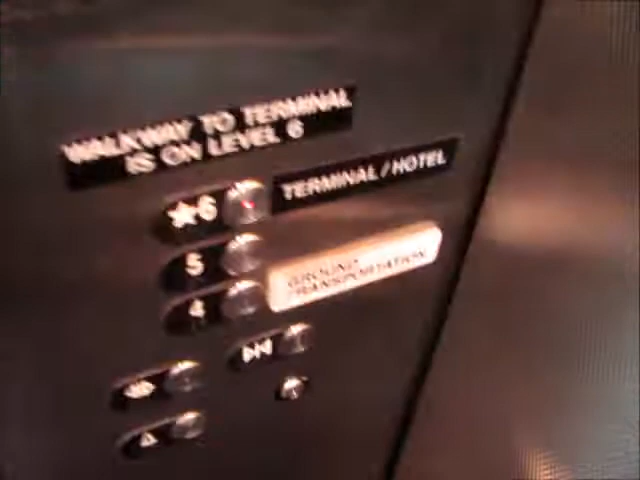 WALKWAY TO TERMINAL
IS ON LEVEL 6
★6 TERMINAL / HOTEL
5
GROUND
TRANSPORTATION
4